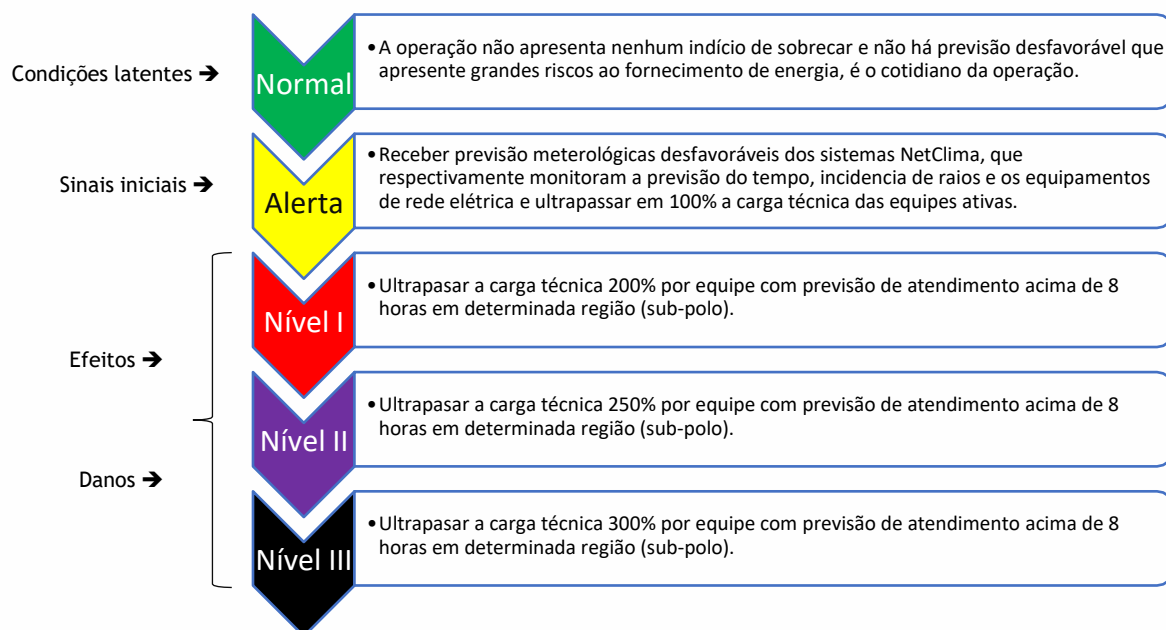 Condições latentes ➔
Normal
•A operação não apresenta nenhum indício de sobrecar e não há previsão desfavorável que
apresente grandes riscos ao fornecimento de energia, é o cotidiano da operação.
Sinais iniciais ➔
Alerta
•Receber previsão meterológicas desfavoráveis dos sistemas NetClima, que
respectivamente monitoram a previsão do tempo, incidencia de raios e os equipamentos
de rede elétrica e ultrapassar em 100% a carga técnica das equipes ativas.
Efeitos ➔
Danos ➔
Nível I
•Ultrapasar a carga técnica 200% por equipe com previsão de atendimento acima de 8
horas em determinada região (sub-polo).
Nível II
•Ultrapasar a carga técnica 250% por equipe com previsão de atendimento acima de 8
horas em determinada região (sub-polo).
Nível III
•Ultrapasar a carga técnica 300% por equipe com previsão de atendimento acima de 8
horas em determinada região (sub-polo).